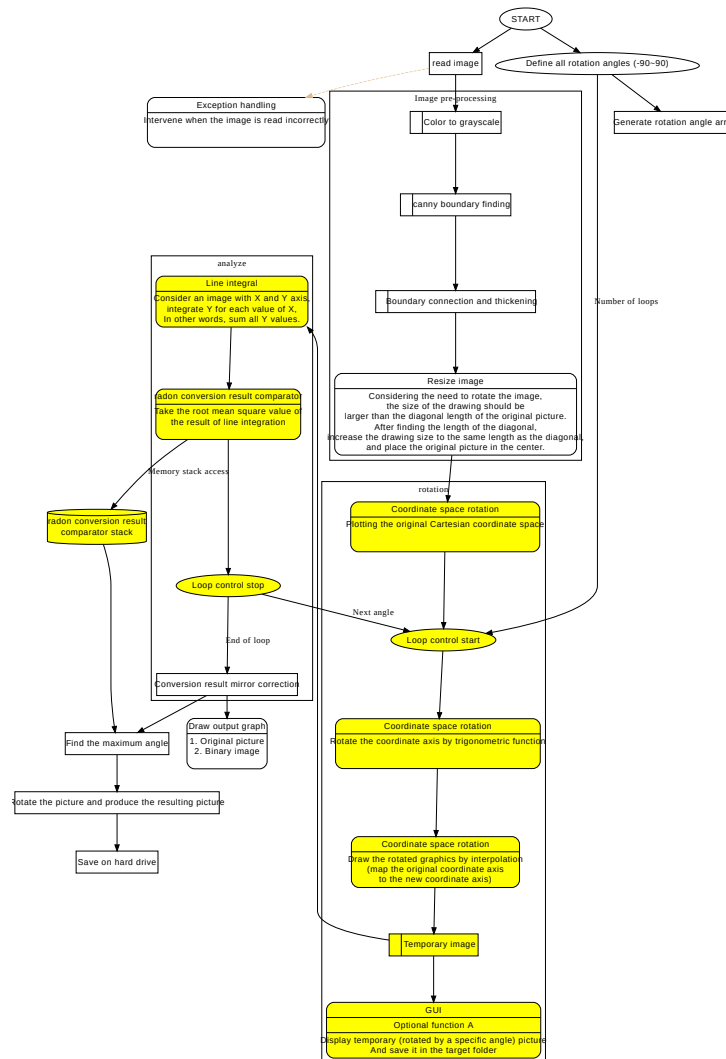 START
read image
Define all rotation angles (-90~90)
Exception handling
Intervene when the image is read incorrectly
Image pre-processing
Color to grayscale
Generate rotation angle arr
canny boundary finding
analyze
Line integral
Consider an image with X and Y axis,
integrate Y for each value of X,
In other words, sum all Y values.
Boundary connection and thickening
Number of loops
radon conversion result comparator
Take the root mean square value of
the result of line integration
Resize image
Considering the need to rotate the image,
the size of the drawing should be
larger than the diagonal length of the original picture.
After finding the length of the diagonal,
increase the drawing size to the same length as the diagonal,
and place the original picture in the center.
Memory stack access
rotation
radon conversion result
comparator stack
Coordinate space rotation
Plotting the original Cartesian coordinate space
Loop control stop
Next angle
Loop control start
End of loop
Conversion result mirror correction
Find the maximum angle
Draw output graph
1. Original picture
2. Binary image
Coordinate space rotation
Rotate the coordinate axis by trigonometric function
Rotate the picture and produce the resulting picture
Save on hard drive
Coordinate space rotation
Draw the rotated graphics by interpolation
(map the original coordinate axis
to the new coordinate axis)
Temporary image
GUI
Optional function A
Display temporary (rotated by a specific angle) picture
And save it in the target folder